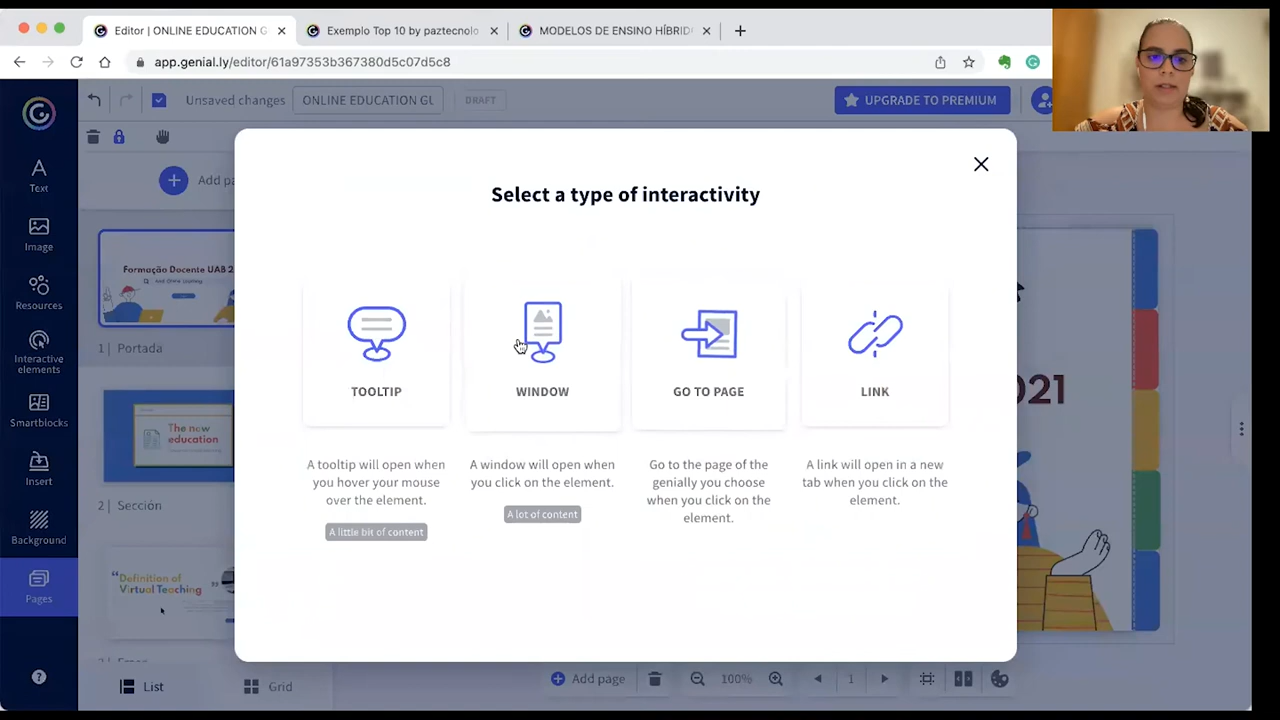 Editor | ONLINE EDUCATION G
Exemplo Top 10 by paztecnolo
MODELOS DE ENSINO HÍBRID
app.genial.ly/editor/61a97353b367380d5c07d5c8
Unsaved changes
ONLINE EDUCATION GU
DRAFT
UPGRADE TO PREMIUM
Text
Image
Resources
Interactive
elements
Smartblocks
Insert
Background
Pages
Add pa
Formação Docente UAB 2
1 | Portada
The new
education
2 | Sección
"Definition of
Virtual Teaching
Select a type of interactivity
TOOLTIP
A tooltip will open when
you hover your mouse
over the element.
A little bit of content
WINDOW
A window will open when
you click on the element.
A lot of content
GO TO PAGE
Go to the page of the
genially you choose
when you click on the
element.
LINK
A link will open in a new
tab when you click on the
element.
021
List
Grid
Add page
100%
1